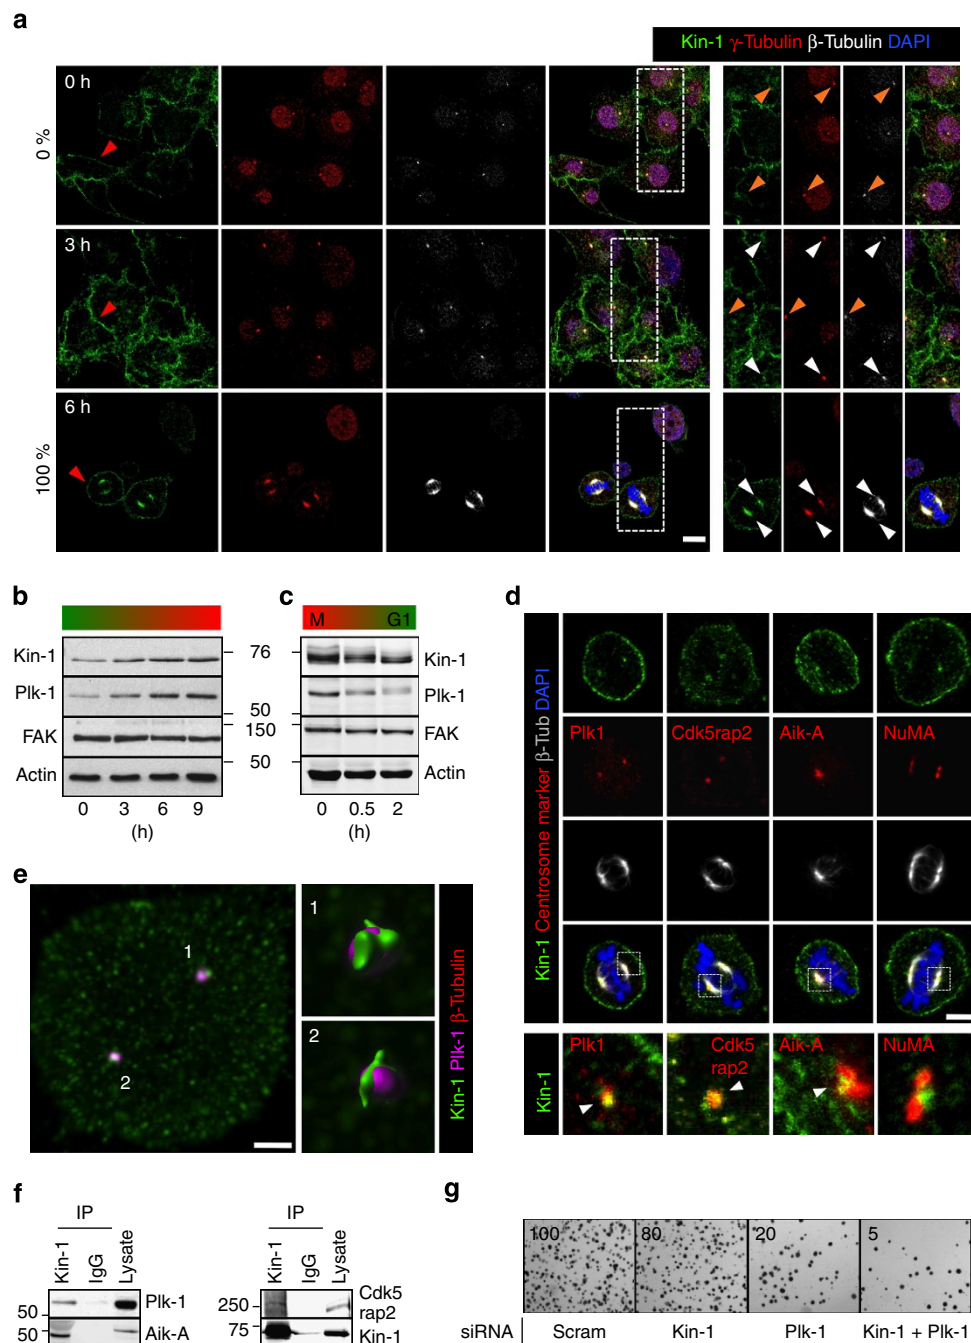 a
Kin-1 γ-Tubulin β-Tubulin DAPI
0 h
0 %
3 h
6 h
100 %
b
Kin-1
Plk-1
FAK
Actin
0 3 6 9
(h)
76
50
150
50
c
M G1
Kin-1
Plk-1
FAK
Actin
0 0.5 2
(h)
d
Kin-1 Centrosome marker β-Tub DAPI
Plk1 Cdk5rap2 Aik-A NuMA
Kin-1
Plk1 Cdk5 rap2 Aik-A NuMA
e
1
2
1
2
Kin-1 Plk-1 β-Tubulin
f
IP
Kin-1 IgG Lysate
50 Plk-1
50 Aik-A
IP
Kin-1 IgG Lysate
250 Cdk5
rap2
75 Kin-1
g
100 80 20 5
siRNA Scram Kin-1 Plk-1 Kin-1 + Plk-1